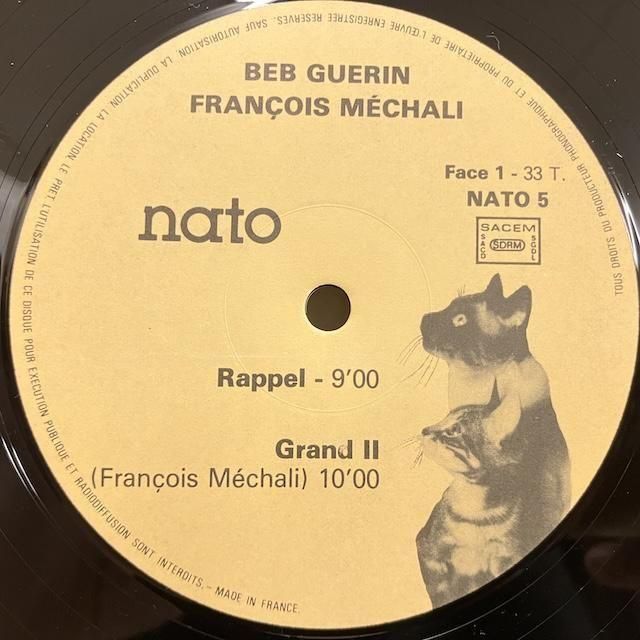 BEB GUERIN
FRANÇOIS MÉCHALI
Face 1 - 33 T.
NATO 5
nato
SACEM
SACD
SDRM
SGDL
Rappel - 9'00
Grand II
(François Méchali) 10'00
TOUS DROITS DU PRODUCTEUR PHONOGRAPHIQUE ET DU PROPRIETAIRE DE L'ŒUVRE ENREGISTREE RESERVES. SAUF AUTORISATION, LA DUPLICATION, LA LOCATION, LE PRET, L'UTILISATION DE CE DISQUE POUR EXECUTION PUBLIQUE ET RADIODIFFUSION SONT INTERDITS. - MADE IN FRANCE.